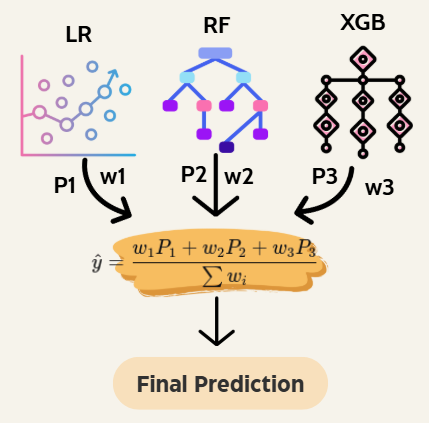 LR
RF
XGB
P1 w1
P2 w2
P3 w3
ŷ = (w₁P₁ + w₂P₂ + w₃P₃) / ∑ wᵢ
Final Prediction